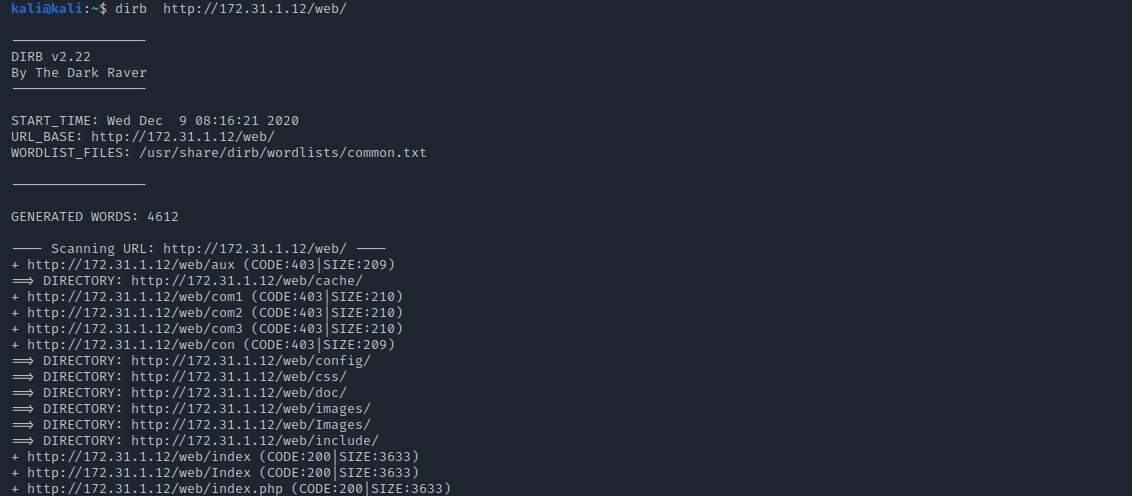 kali@kali:~$ dirb  http://172.31.1.12/web/
-----------------
DIRB v2.22
By The Dark Raver
-----------------
START_TIME: Wed Dec  9 08:16:21 2020
URL_BASE: http://172.31.1.12/web/
WORDLIST_FILES: /usr/share/dirb/wordlists/common.txt
-----------------
GENERATED WORDS: 4612
---- Scanning URL: http://172.31.1.12/web/ ----
+ http://172.31.1.12/web/aux (CODE:403|SIZE:209)
==> DIRECTORY: http://172.31.1.12/web/cache/
+ http://172.31.1.12/web/com1 (CODE:403|SIZE:210)
+ http://172.31.1.12/web/com2 (CODE:403|SIZE:210)
+ http://172.31.1.12/web/com3 (CODE:403|SIZE:210)
+ http://172.31.1.12/web/con (CODE:403|SIZE:209)
==> DIRECTORY: http://172.31.1.12/web/config/
==> DIRECTORY: http://172.31.1.12/web/css/
==> DIRECTORY: http://172.31.1.12/web/doc/
==> DIRECTORY: http://172.31.1.12/web/images/
==> DIRECTORY: http://172.31.1.12/web/Images/
==> DIRECTORY: http://172.31.1.12/web/include/
+ http://172.31.1.12/web/index (CODE:200|SIZE:3633)
+ http://172.31.1.12/web/Index (CODE:200|SIZE:3633)
+ http://172.31.1.12/web/index.php (CODE:200|SIZE:3633)